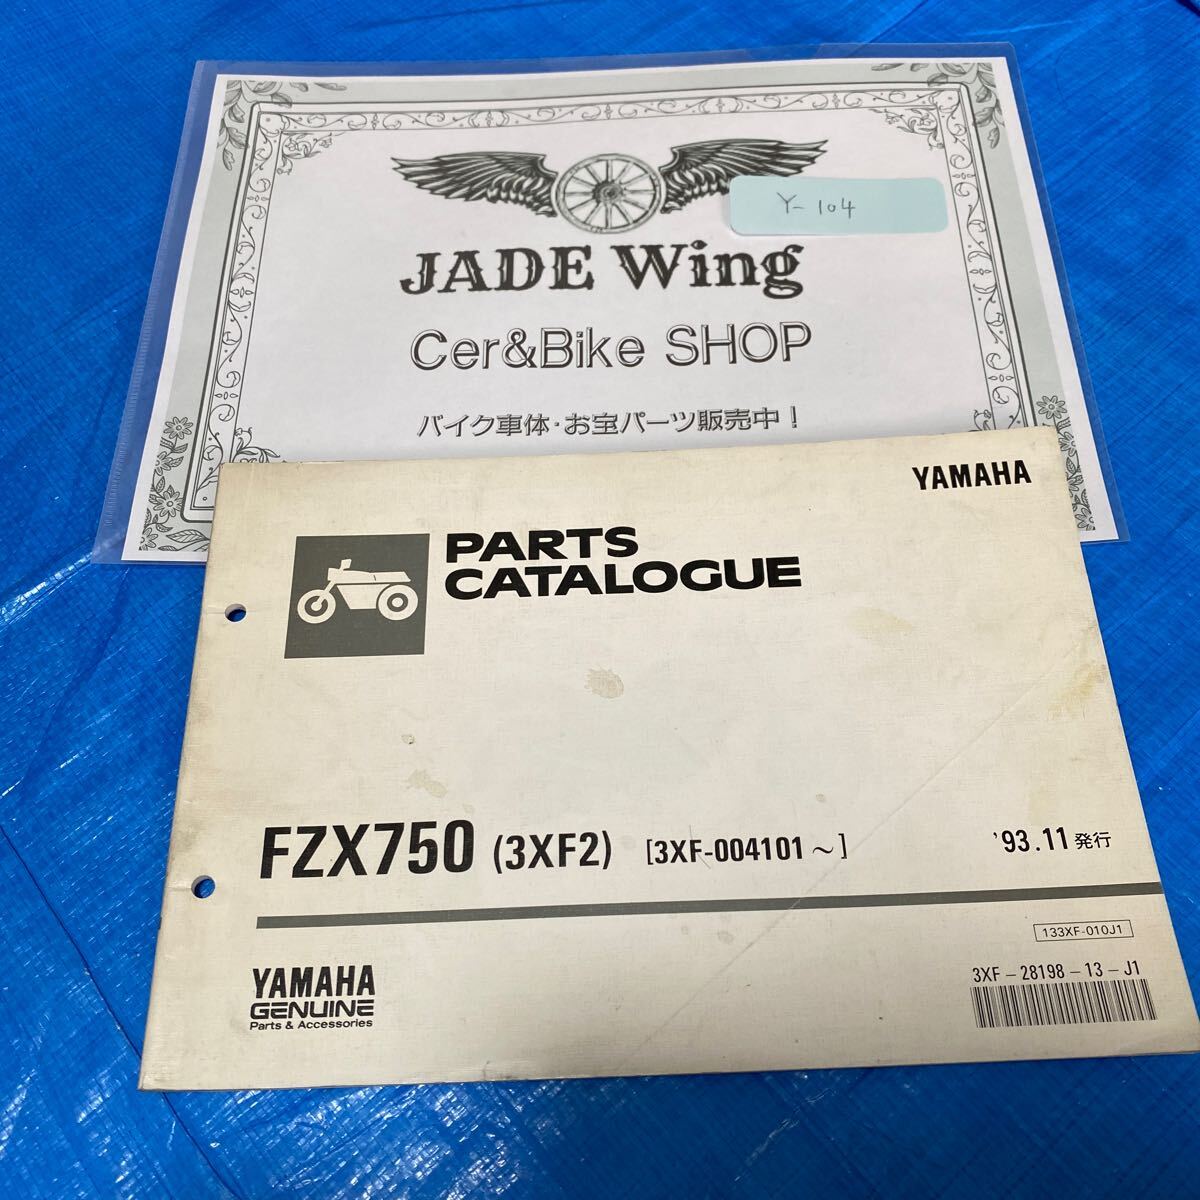 Y-104
JADE Wing
Cer&Bike SHOP
バイク車体・お宝パーツ販売中!
YAMAHA
PARTS
CATALOGUE
FZX750 (3XF2) [3XF-004101～] '93.11 発行
133XF-010J1
YAMAHA
GENUINE
Parts & Accessories
3XF-28198-13-J1